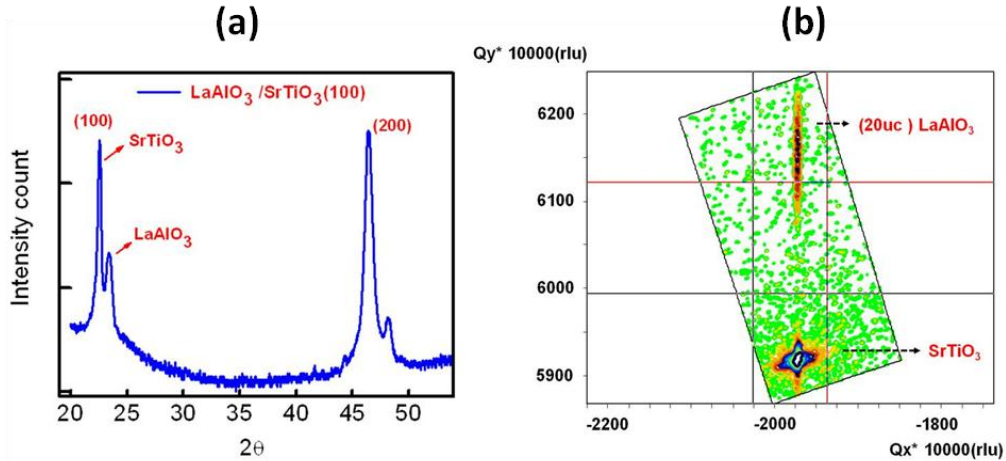 (a)
LaAlO3 /SrTiO3(100)
(100)
SrTiO3
LaAlO3
(200)
Intensity count
20 25 30 35 40 45 50
2θ
(b)
Qy* 10000(rlu)
6200
6100
6000
5900
(20uc ) LaAlO3
SrTiO3
-2200 -2000 -1800
Qx* 10000(rlu)